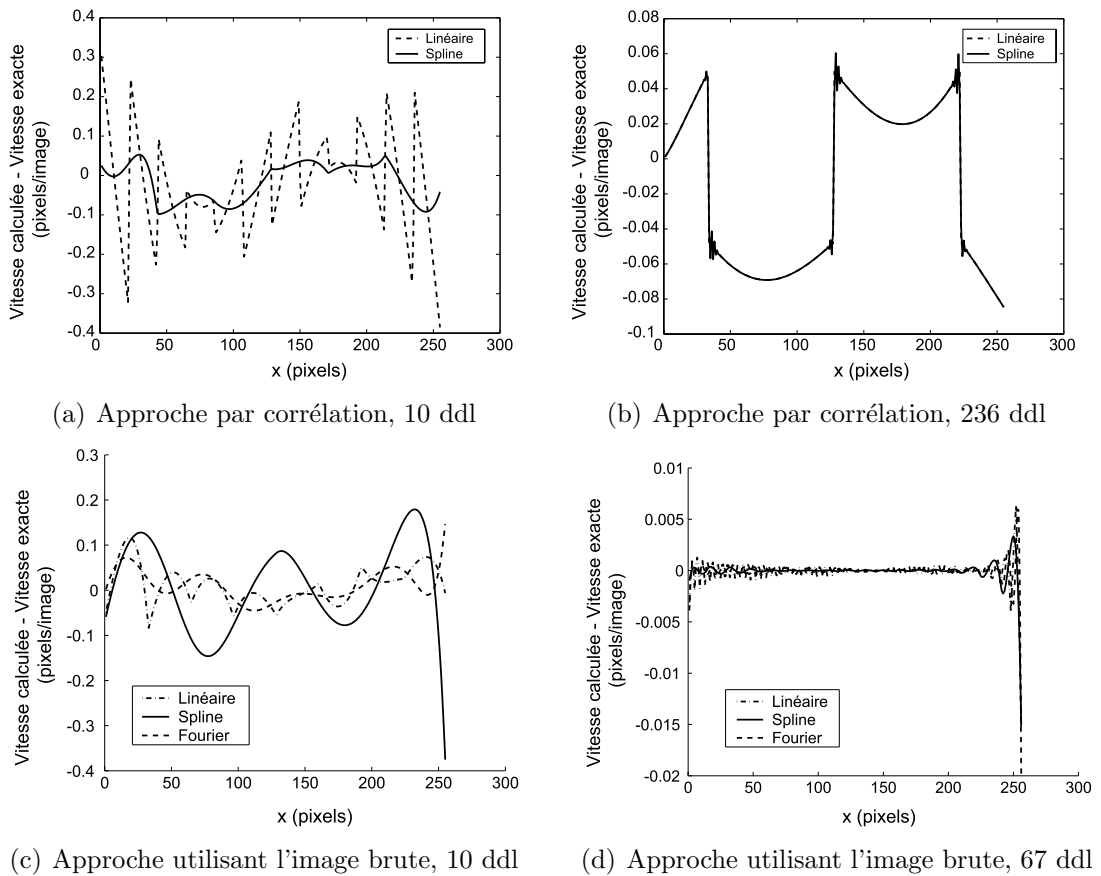 Vitesse calculée - Vitesse exacte
(pixels/image)
0.4
0.3
0.2
0.1
0
-0.1
-0.2
-0.3
-0.4
Linéaire
Spline
0
50
100
150
200
250
300
x (pixels)
(a) Approche par corrélation, 10 ddl
Vitesse calculée - Vitesse exacte
(pixels/image)
0.08
0.06
0.04
0.02
0
-0.02
-0.04
-0.06
-0.08
-0.1
Linéaire
Spline
0
50
100
150
200
250
300
x (pixels)
(b) Approche par corrélation, 236 ddl
Vitesse calculée - Vitesse exacte
(pixels/image)
0.3
0.2
0.1
0
-0.1
-0.2
-0.3
-0.4
Linéaire
Spline
Fourier
0
50
100
150
200
250
300
x (pixels)
(c) Approche utilisant l'image brute, 10 ddl
Vitesse calculée - Vitesse exacte
(pixels/image)
0.01
0.005
0
-0.005
-0.01
-0.015
-0.02
Linéaire
Spline
Fourier
0
50
100
150
200
250
300
x (pixels)
(d) Approche utilisant l'image brute, 67 ddl